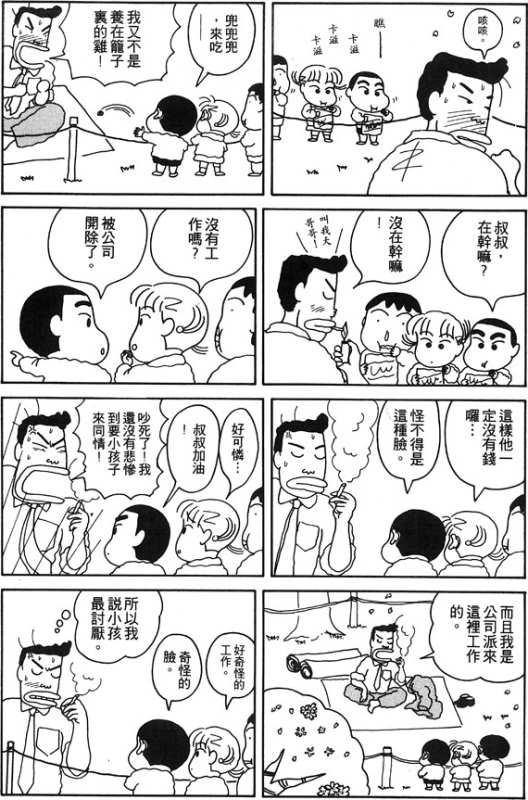 咳咳。
瞧—
卡滋
卡滋
卡滋
兜兜兜
——，來吃
我又不是
養在籠子
裏的雞！
叔叔，
在幹嘛？
沒在幹嘛
！
叫我大
哥哥！
沒有工
作嗎？
被公司
開除了。
這樣他一
定沒有錢
囉…
怪不得是
這種臉。
好可憐…
叔叔加油
！
吵死了！我
還沒有悲慘
到要小孩子
來同情！
而且我是
公司派來
這裡工作
的。
好奇怪的
工作。
奇怪的
臉。
所以我
說小孩
最討厭。